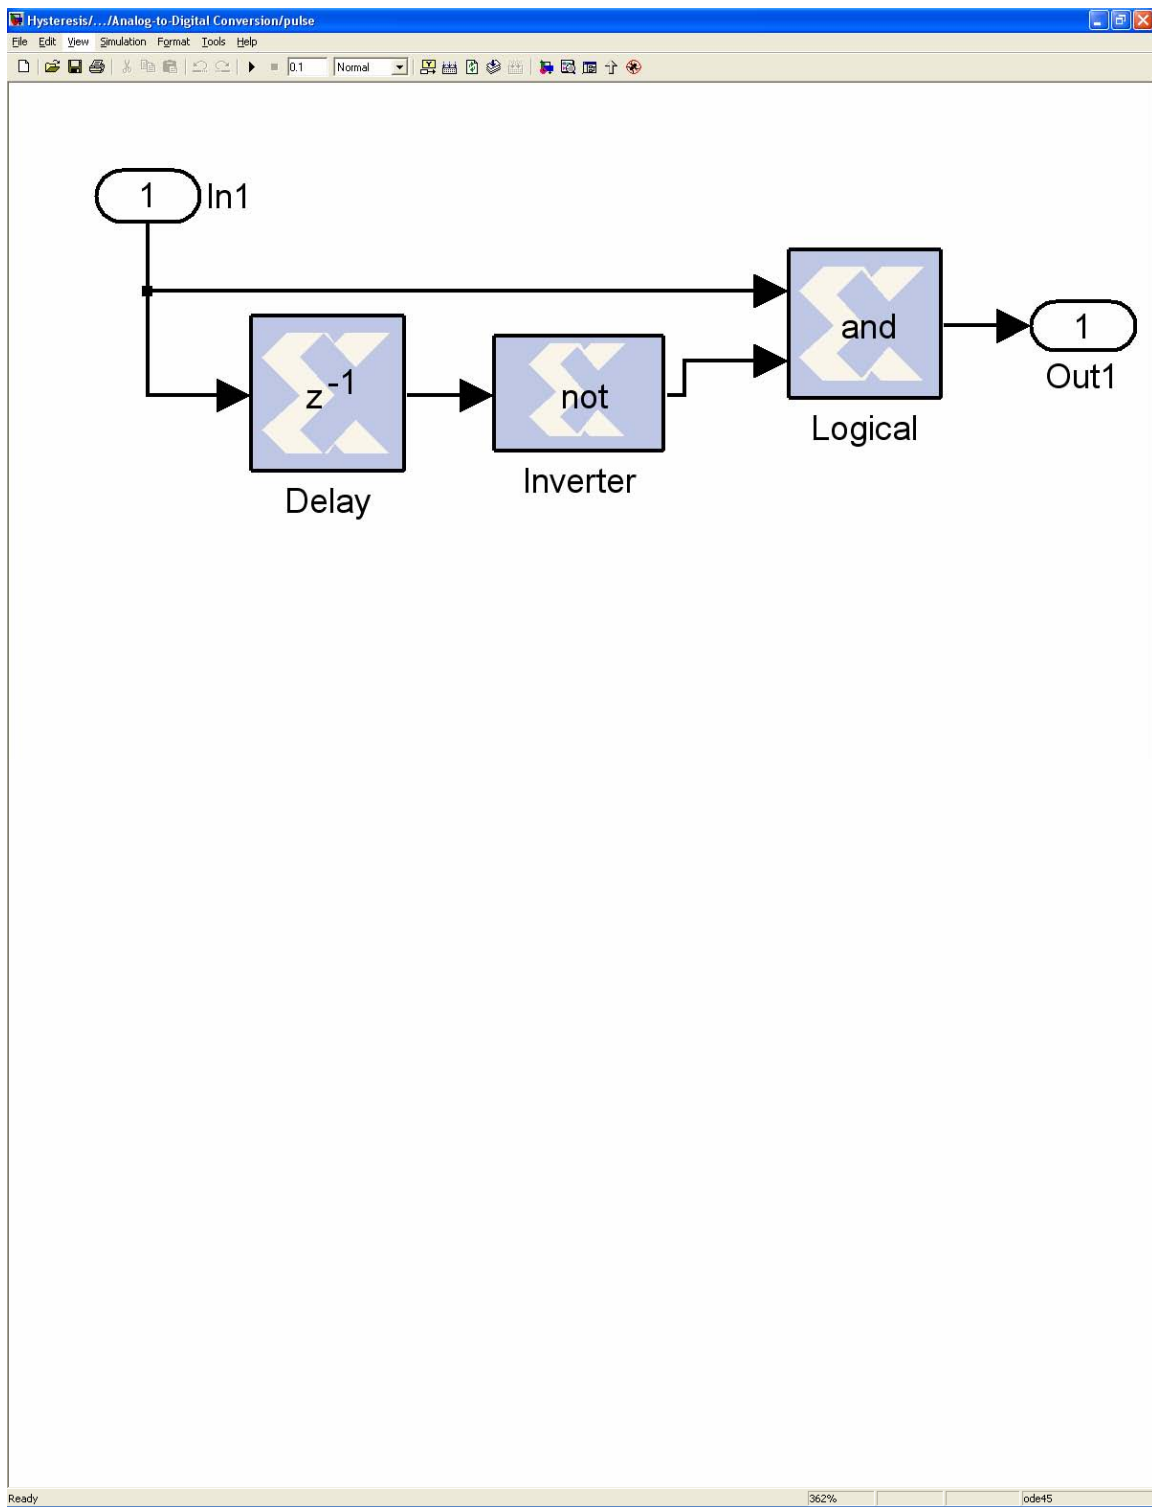 Hysteresis/.../Analog-to-Digital Conversion/pulse
File Edit View Simulation Format Tools Help
0.1 Normal
1 In1
and
1
Out1
z-1
not
Logical
Inverter
Delay
Ready 362% ode45